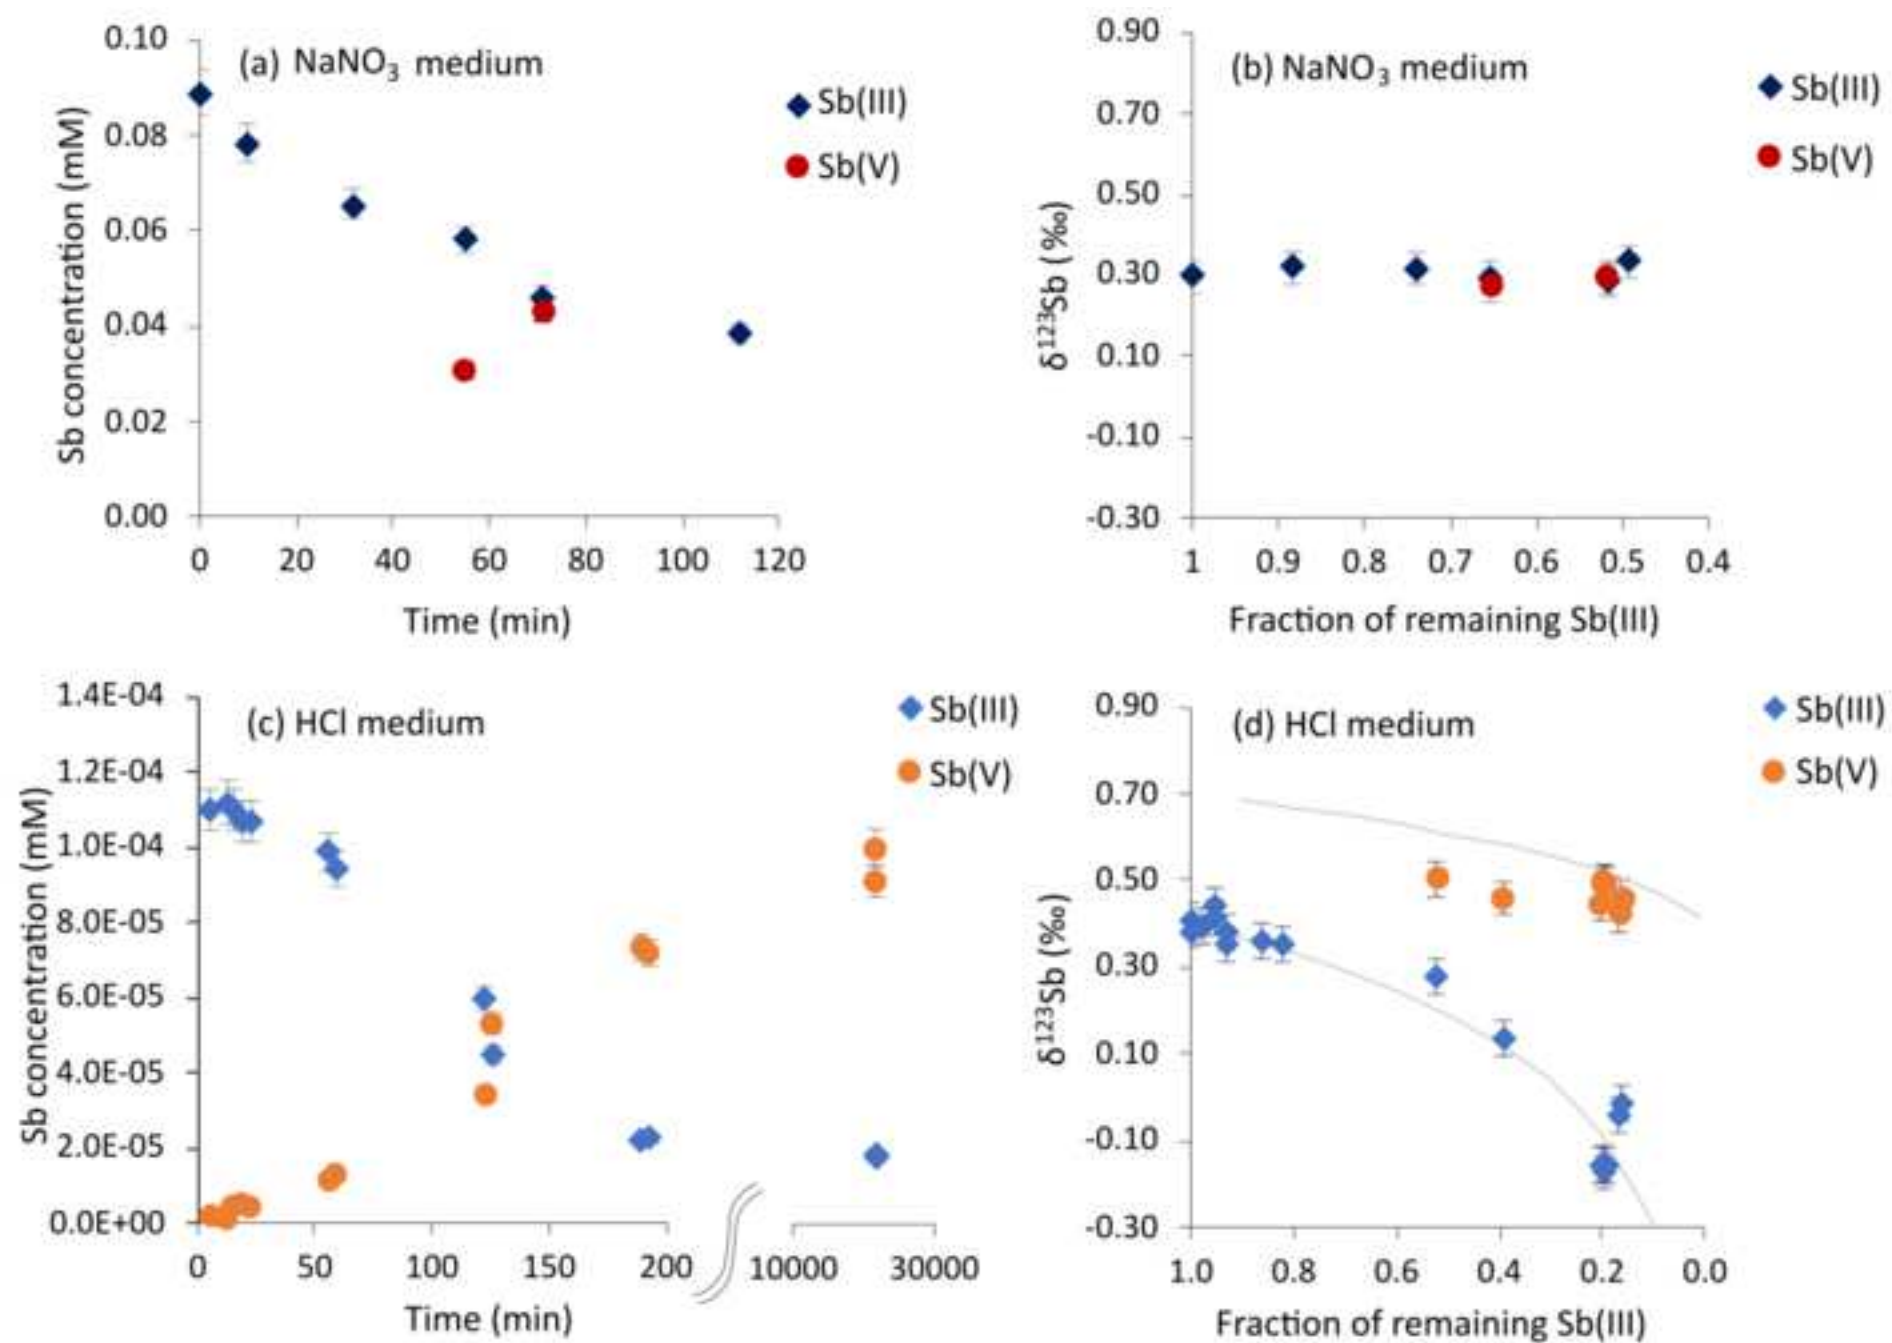 (a) NaNO₃ medium
Sb concentration (mM)
0.10
0.08
0.06
0.04
0.02
0.00
0 20 40 60 80 100 120
Time (min)
Sb(III)
Sb(V)
(b) NaNO₃ medium
δ¹²³Sb (‰)
0.90
0.70
0.50
0.30
0.10
-0.10
-0.30
1 0.9 0.8 0.7 0.6 0.5 0.4
Fraction of remaining Sb(III)
Sb(III)
Sb(V)
(c) HCl medium
Sb concentration (mM)
1.4E-04
1.2E-04
1.0E-04
8.0E-05
6.0E-05
4.0E-05
2.0E-05
0.0E+00
0 50 100 150 200 10000 30000
Time (min)
Sb(III)
Sb(V)
(d) HCl medium
δ¹²³Sb (‰)
0.90
0.70
0.50
0.30
0.10
-0.10
-0.30
1.0 0.8 0.6 0.4 0.2 0.0
Fraction of remaining Sb(III)
Sb(III)
Sb(V)